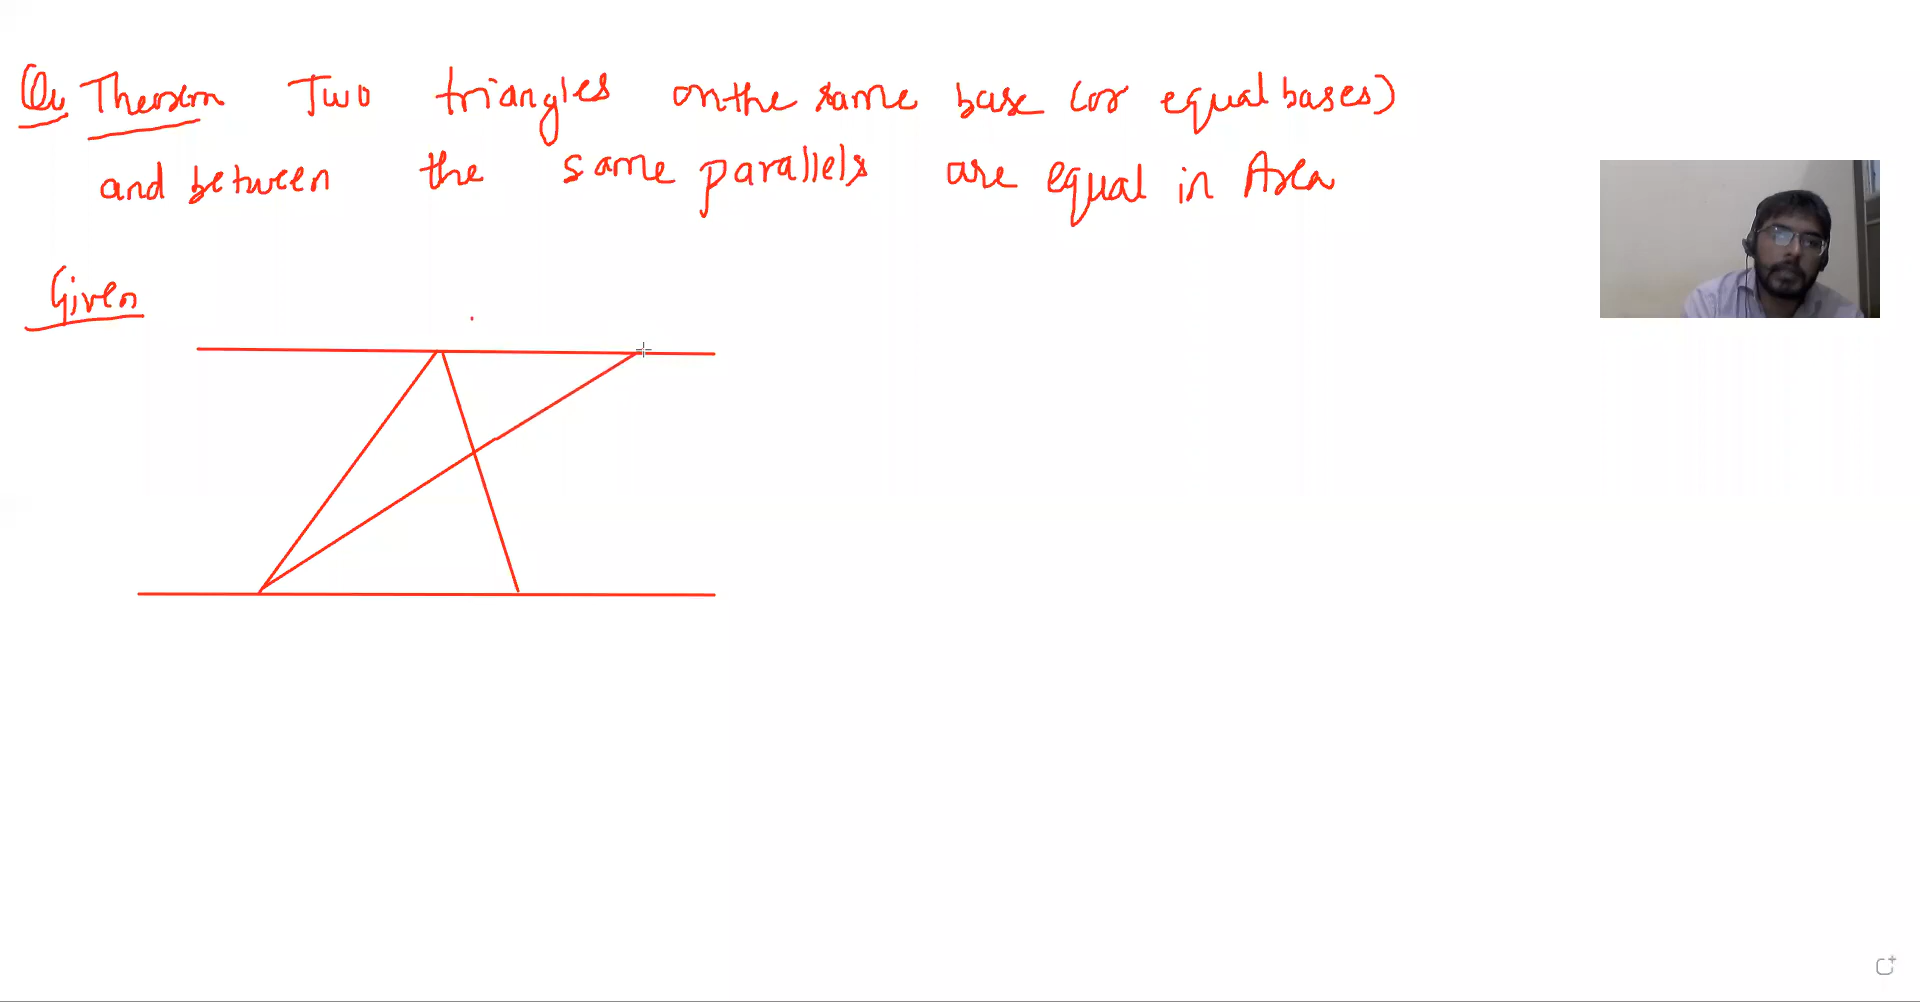 Qu Theorem Two triangles on the same base (or equal bases)
and between the same parallels are equal in Area
Given